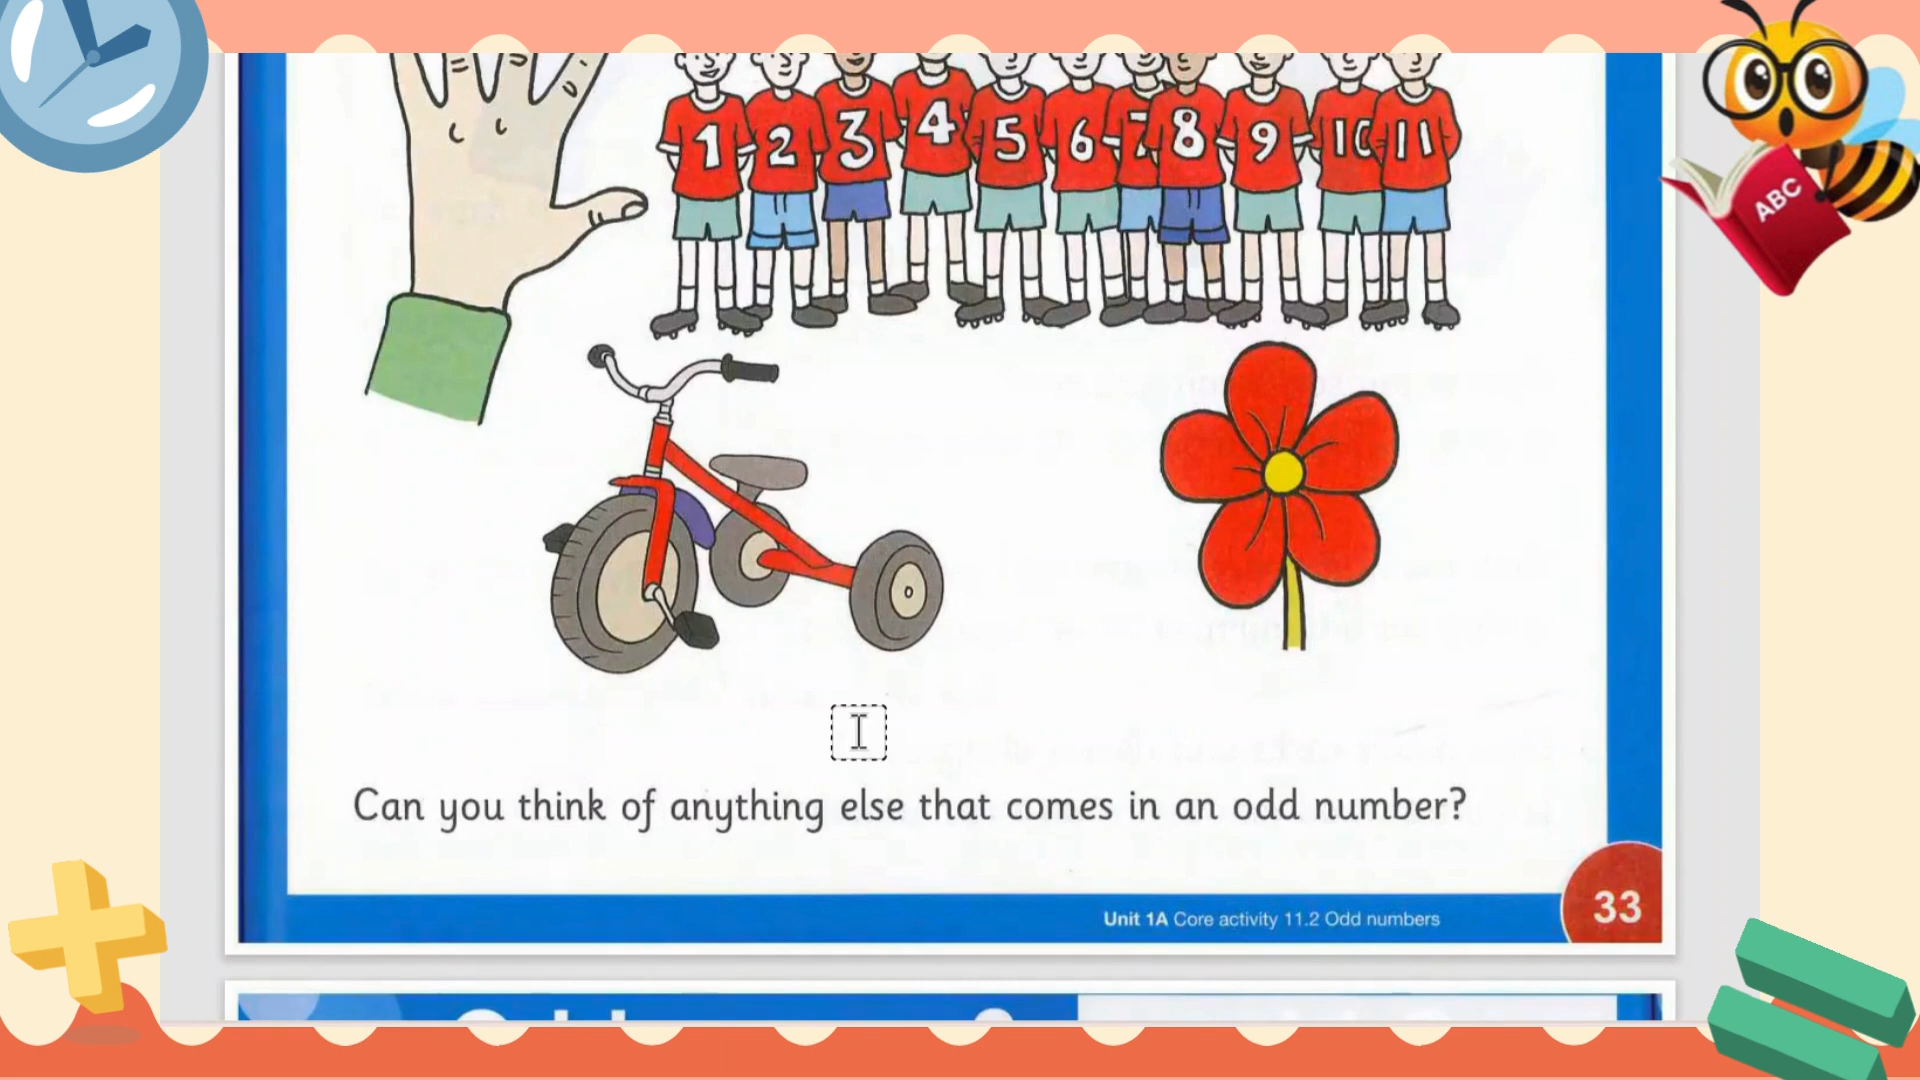 1 2 3 4 5 6 7 8 9 10 11
ABC
Can you think of anything else that comes in an odd number?
Unit 1A Core activity 11.2 Odd numbers
33